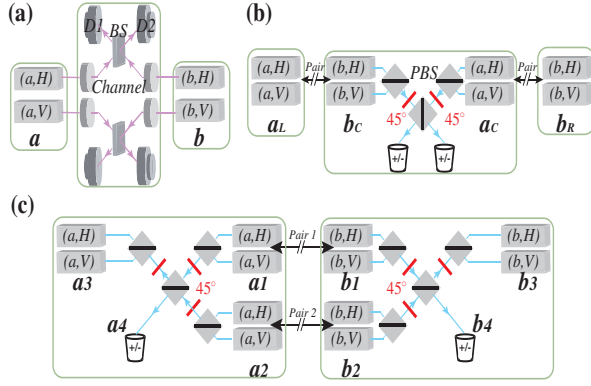 (a)
D1 BS D2
(a,H) (b,H)
Channel
(a,V) (b,V)
a b
(b)
(a,H) Pair (b,H) PBS (a,H) Pair (b,H)
(a,V) (b,V) (a,V) (b,V)
45° 45°
aL bC aC bR
+/- +/-
(c)
(a,H) (a,H) Pair 1 (b,H) (b,H)
(a,V) (a,V) (b,V) (b,V)
a3 45° a1 b1 45° b3
a4 (a,H) Pair 2 (b,H) b4
+/- (a,V) (b,V) +/-
a2 b2